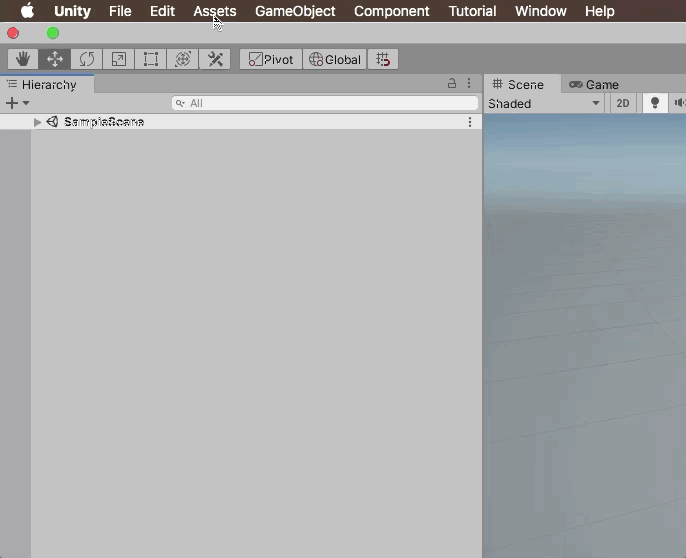 Unity File Edit Assets GameObject Component Tutorial Window Help
Pivot Global
Hierarchy Scene Game
All Shaded 2D
SampleScene